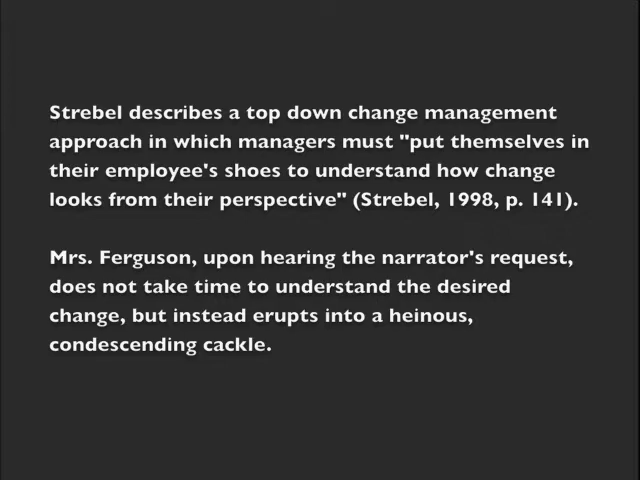 Strebel describes a top down change management
approach in which managers must "put themselves in
their employee's shoes to understand how change
looks from their perspective" (Strebel, 1998, p. 141).
Mrs. Ferguson, upon hearing the narrator's request,
does not take time to understand the desired
change, but instead erupts into a heinous,
condescending cackle.